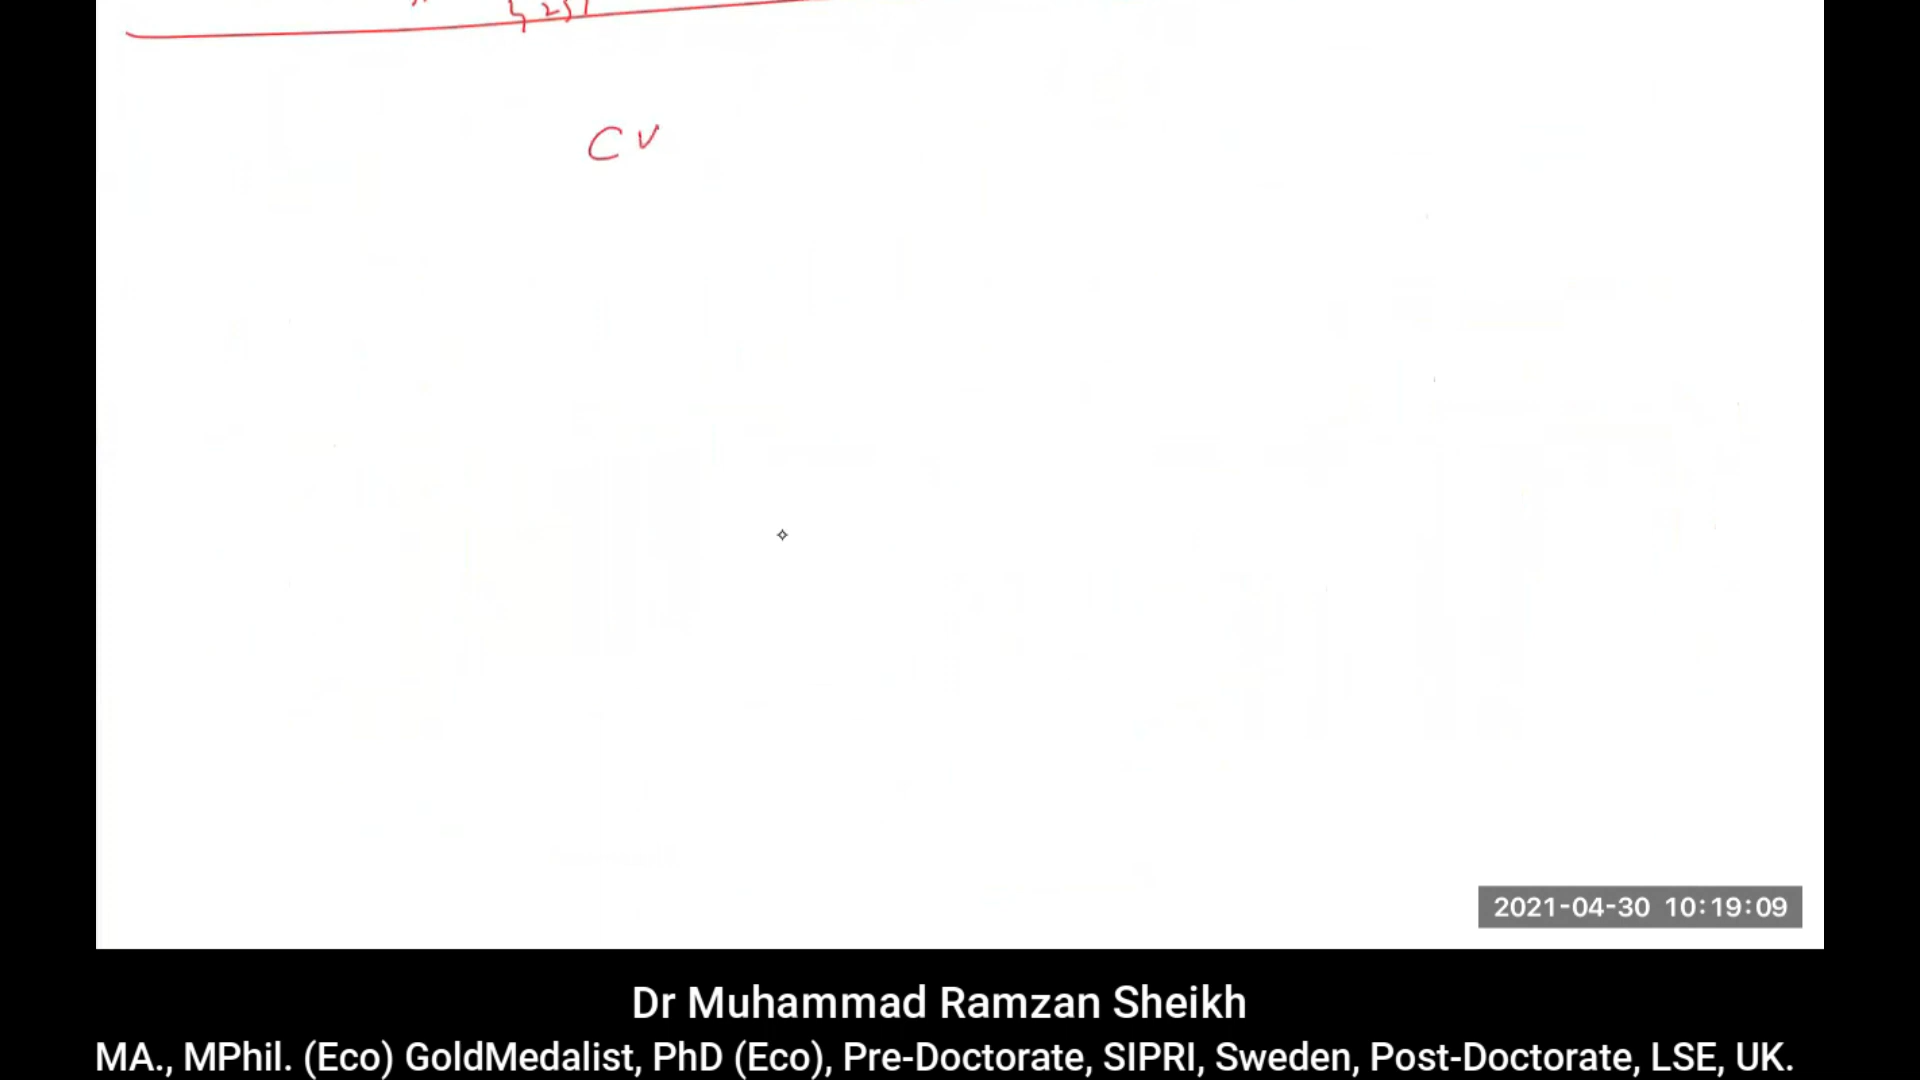 CV
2021-04-30 10:19:09
Dr Muhammad Ramzan Sheikh
MA., MPhil. (Eco) GoldMedalist, PhD (Eco), Pre-Doctorate, SIPRI, Sweden, Post-Doctorate, LSE, UK.